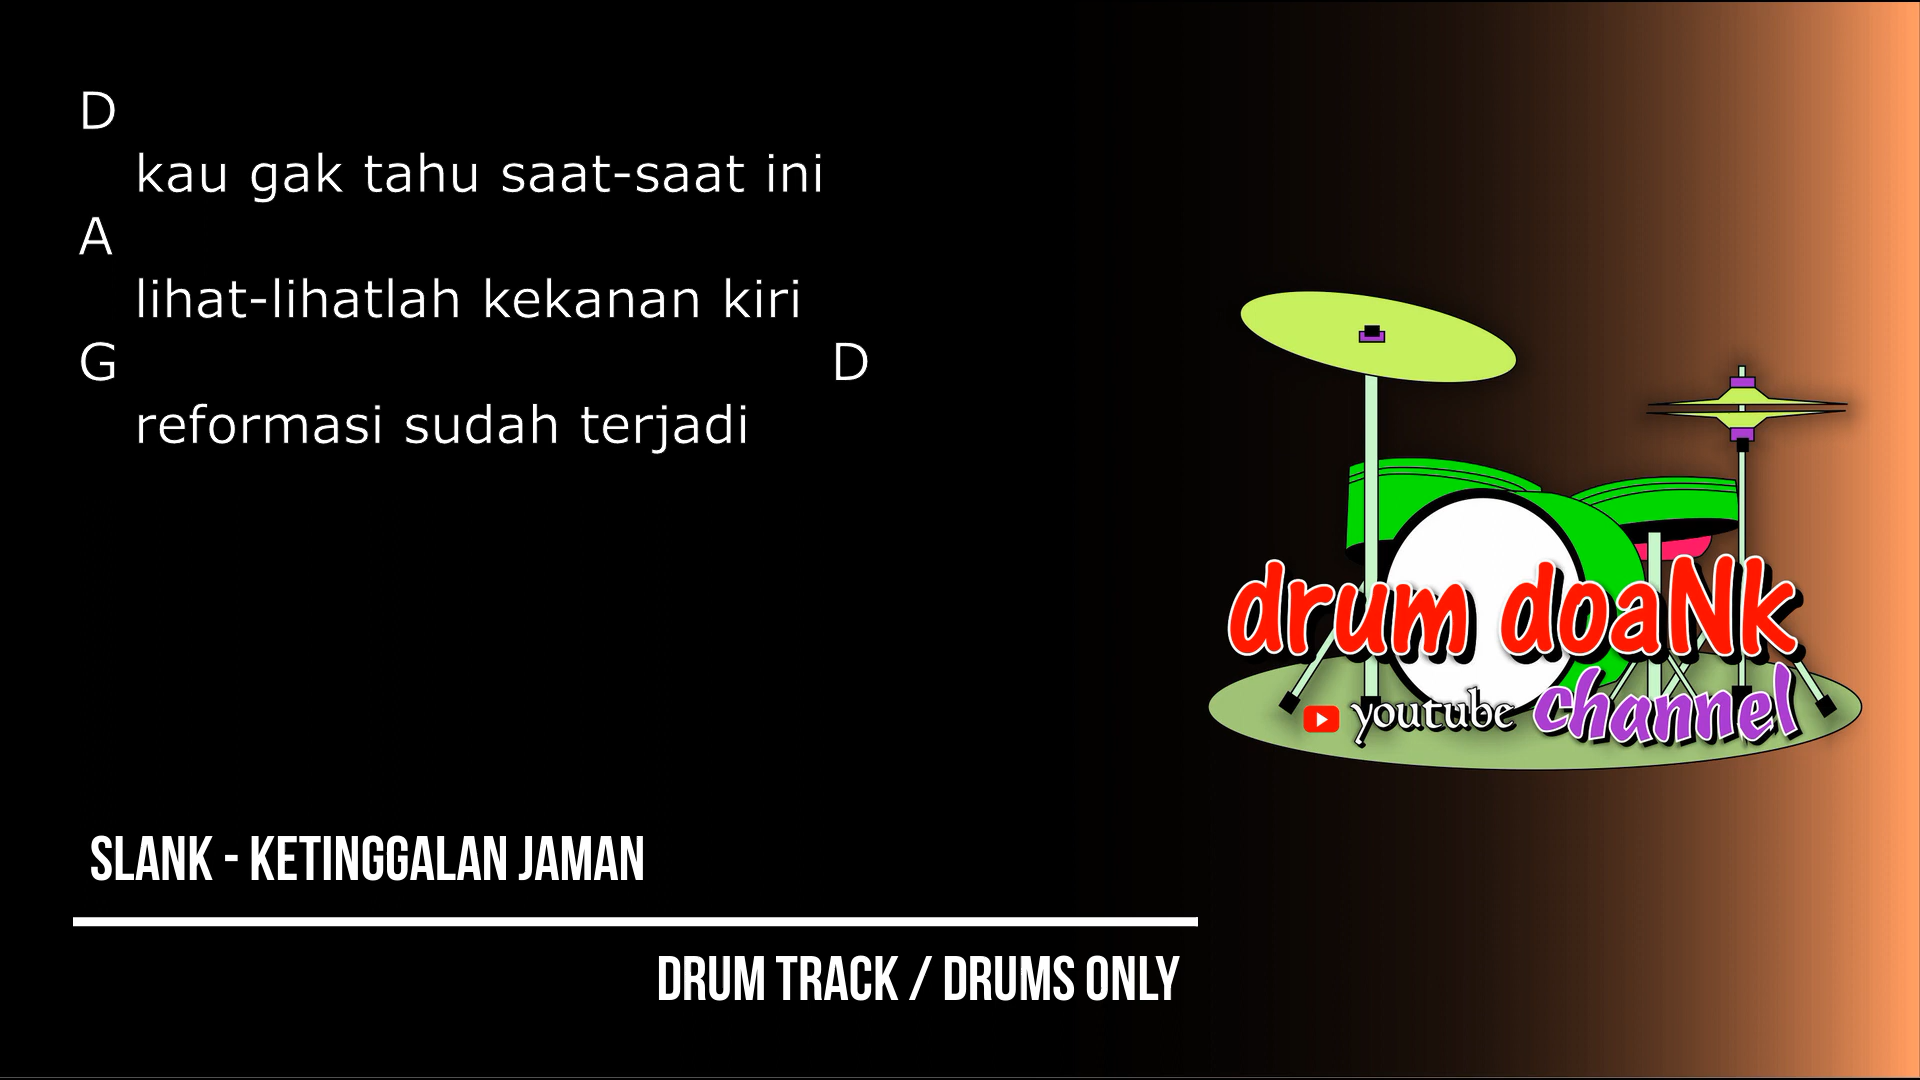 D
kau gak tahu saat-saat ini
A
lihat-lihatlah kekanan kiri
G D
reformasi sudah terjadi
drum doaNk
youtube channel
SLANK - KETINGGALAN JAMAN
DRUM TRACK / DRUMS ONLY